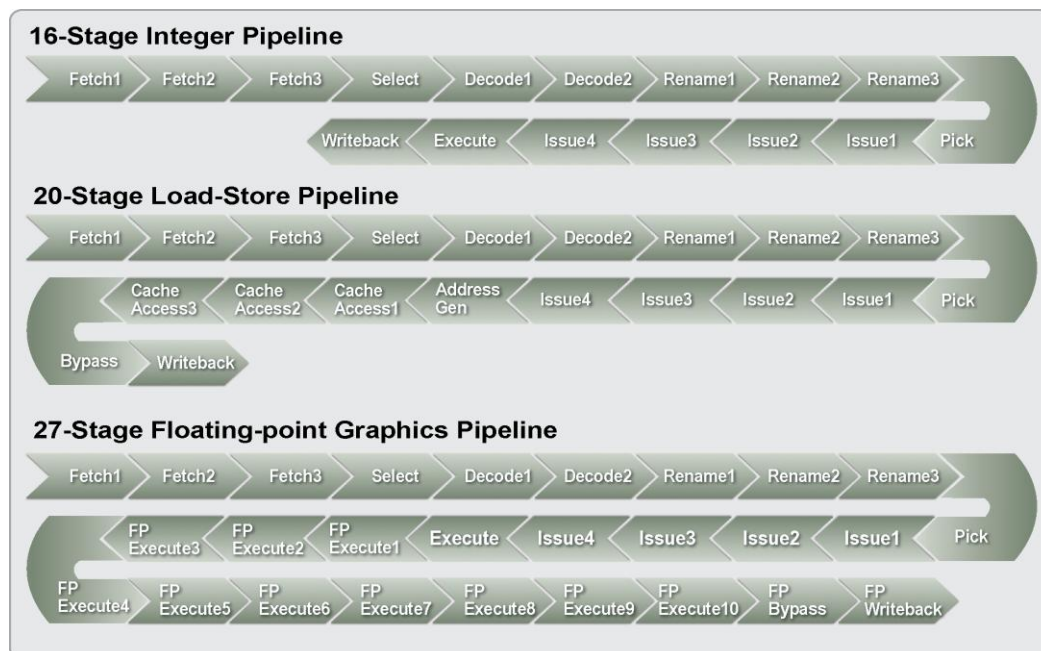 16-Stage Integer Pipeline
Fetch1 Fetch2 Fetch3 Select Decode1 Decode2 Rename1 Rename2 Rename3
Writeback Execute Issue4 Issue3 Issue2 Issue1 Pick
20-Stage Load-Store Pipeline
Fetch1 Fetch2 Fetch3 Select Decode1 Decode2 Rename1 Rename2 Rename3
Cache Cache Cache Address
Access3 Access2 Access1 Gen Issue4 Issue3 Issue2 Issue1 Pick
Bypass Writeback
27-Stage Floating-point Graphics Pipeline
Fetch1 Fetch2 Fetch3 Select Decode1 Decode2 Rename1 Rename2 Rename3
FP FP FP
Execute3 Execute2 Execute1 Execute Issue4 Issue3 Issue2 Issue1 Pick
FP FP FP FP FP FP FP FP FP
Execute4 Execute5 Execute6 Execute7 Execute8 Execute9 Execute10 Bypass Writeback